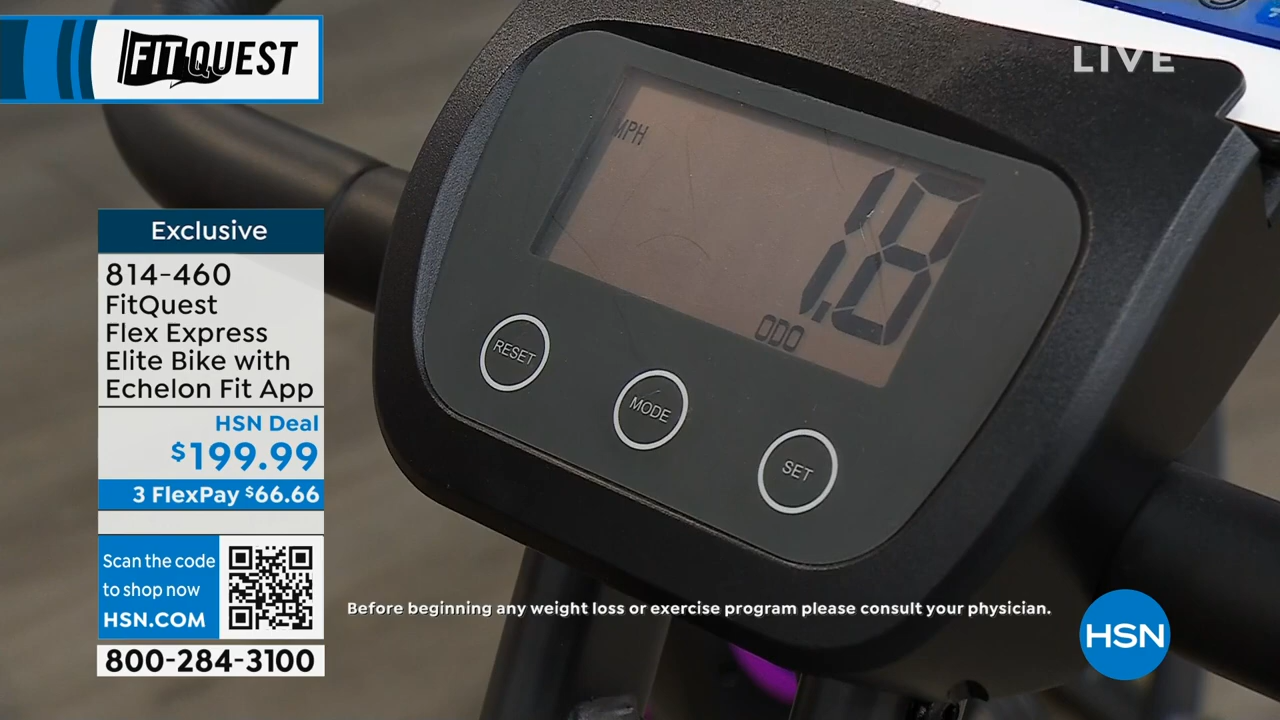 FITQUEST
LIVE
Exclusive
814-460
FitQuest
Flex Express
Elite Bike with
Echelon Fit App
HSN Deal
$199.99
3 FlexPay $66.66
Scan the code
to shop now
HSN.COM
800-284-3100
MPH
1.8
ODO
RESET
MODE
SET
Before beginning any weight loss or exercise program please consult your physician.
HSN